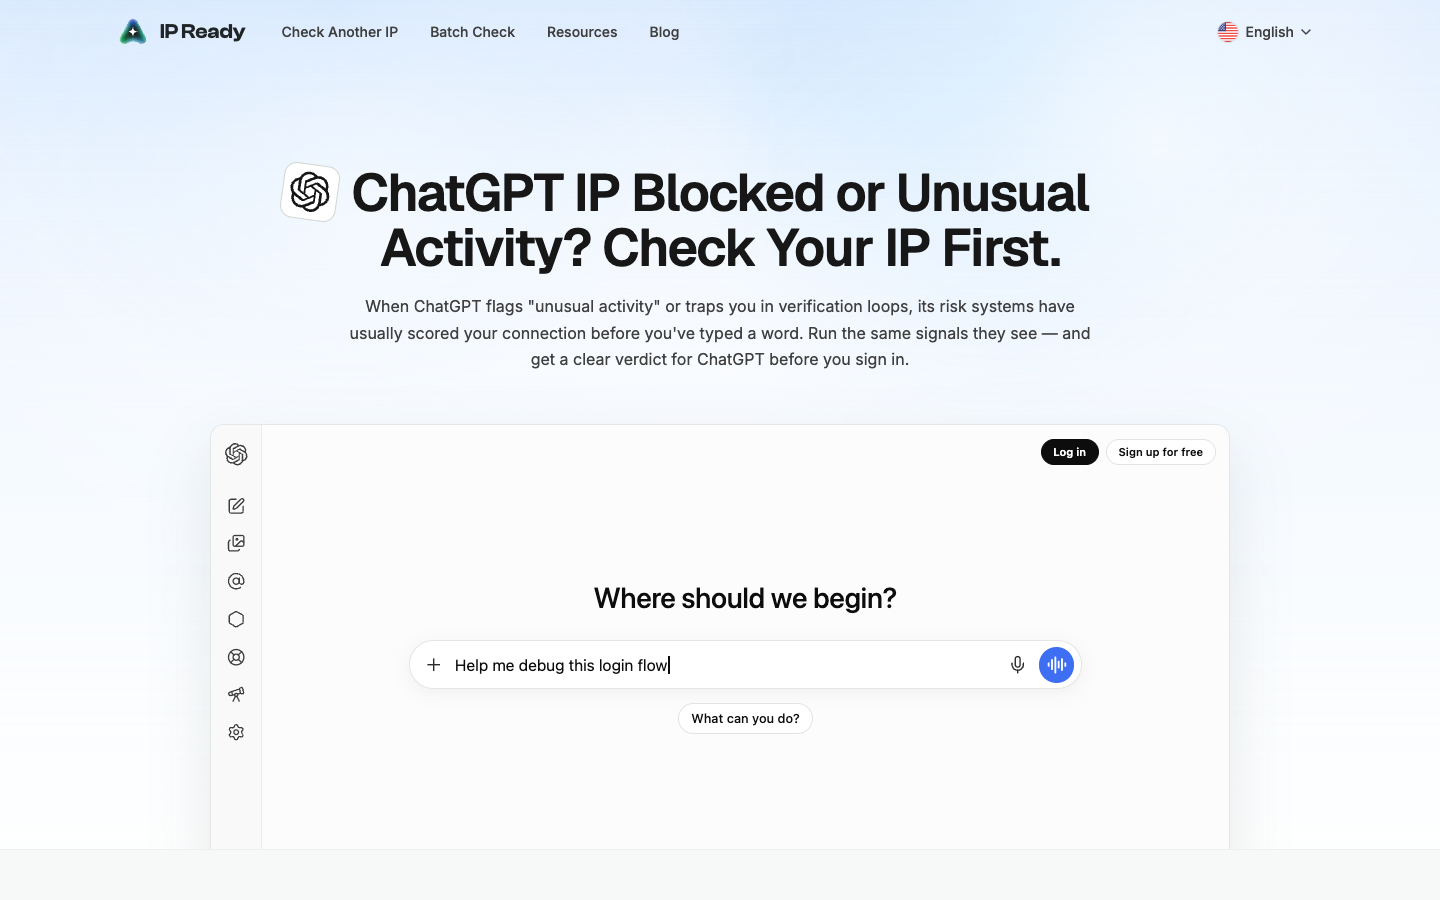 IP Ready
Check Another IP
Batch Check
Resources
Blog
English
ChatGPT IP Blocked or Unusual
Activity? Check Your IP First.
When ChatGPT flags "unusual activity" or traps you in verification loops, its risk systems have
usually scored your connection before you've typed a word. Run the same signals they see — and
get a clear verdict for ChatGPT before you sign in.
Log in
Sign up for free
Where should we begin?
Help me debug this login flow
What can you do?